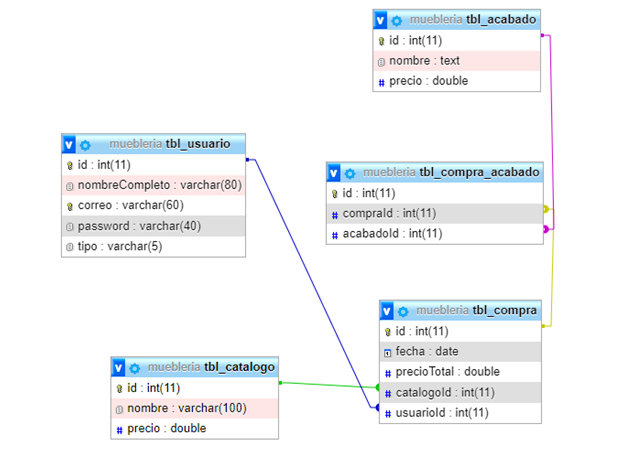 muebleria tbl_acabado
id : int(11)
nombre : text
precio : double
muebleria tbl_usuario
id : int(11)
nombreCompleto : varchar(80)
correo : varchar(60)
password : varchar(40)
tipo : varchar(5)
muebleria tbl_compra_acabado
id : int(11)
compraId : int(11)
acabadoId : int(11)
muebleria tbl_compra
id : int(11)
fecha : date
precioTotal : double
catalogoId : int(11)
usuarioId : int(11)
muebleria tbl_catalogo
id : int(11)
nombre : varchar(100)
precio : double